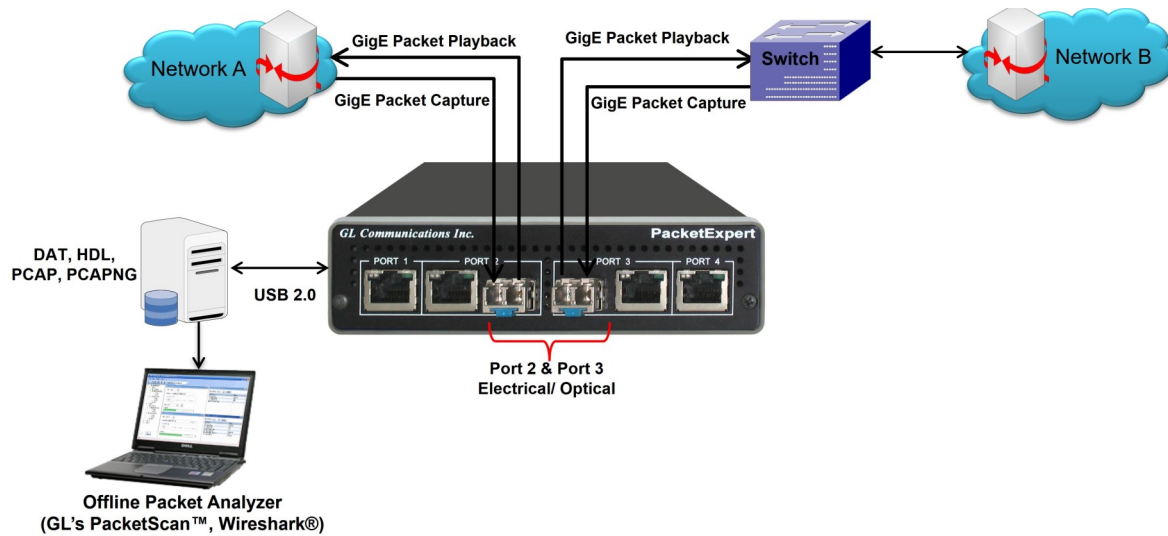 GigE Packet Playback
GigE Packet Playback
Network A
Switch
Network B
GigE Packet Capture
GigE Packet Capture
GL Communications Inc.
PacketExpert
PORT 1
PORT 2
PORT 3
PORT 4
DAT, HDL,
PCAP, PCAPNG
USB 2.0
Port 2 & Port 3
Electrical/ Optical
Offline Packet Analyzer
(GL's PacketScan™, Wireshark®)